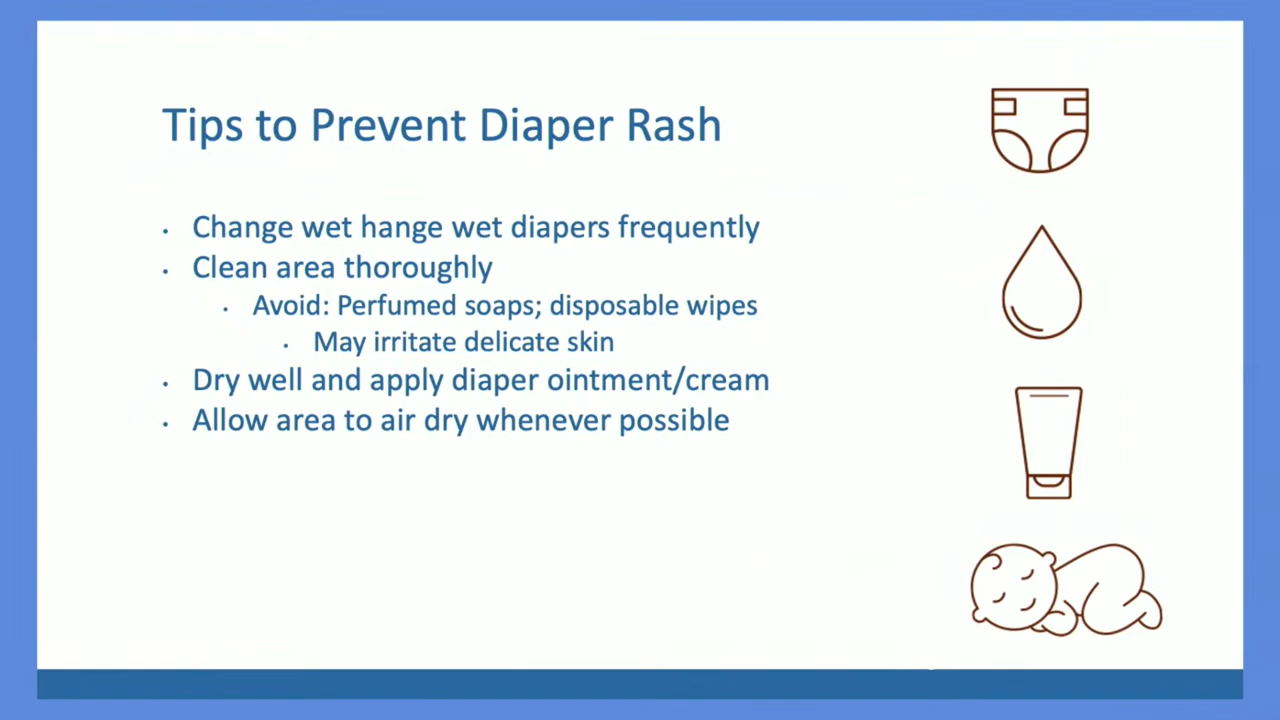 Tips to Prevent Diaper Rash
• Change wet hange wet diapers frequently
• Clean area thoroughly
• Avoid: Perfumed soaps; disposable wipes
• May irritate delicate skin
• Dry well and apply diaper ointment/cream
• Allow area to air dry whenever possible